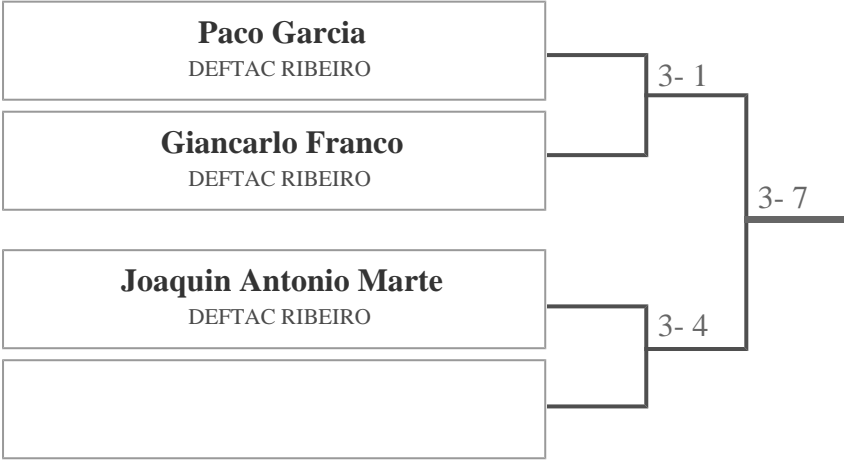 Paco Garcia
DEFTAC RIBEIRO
3- 1
Giancarlo Franco
DEFTAC RIBEIRO
3- 7
Joaquin Antonio Marte
DEFTAC RIBEIRO
3- 4